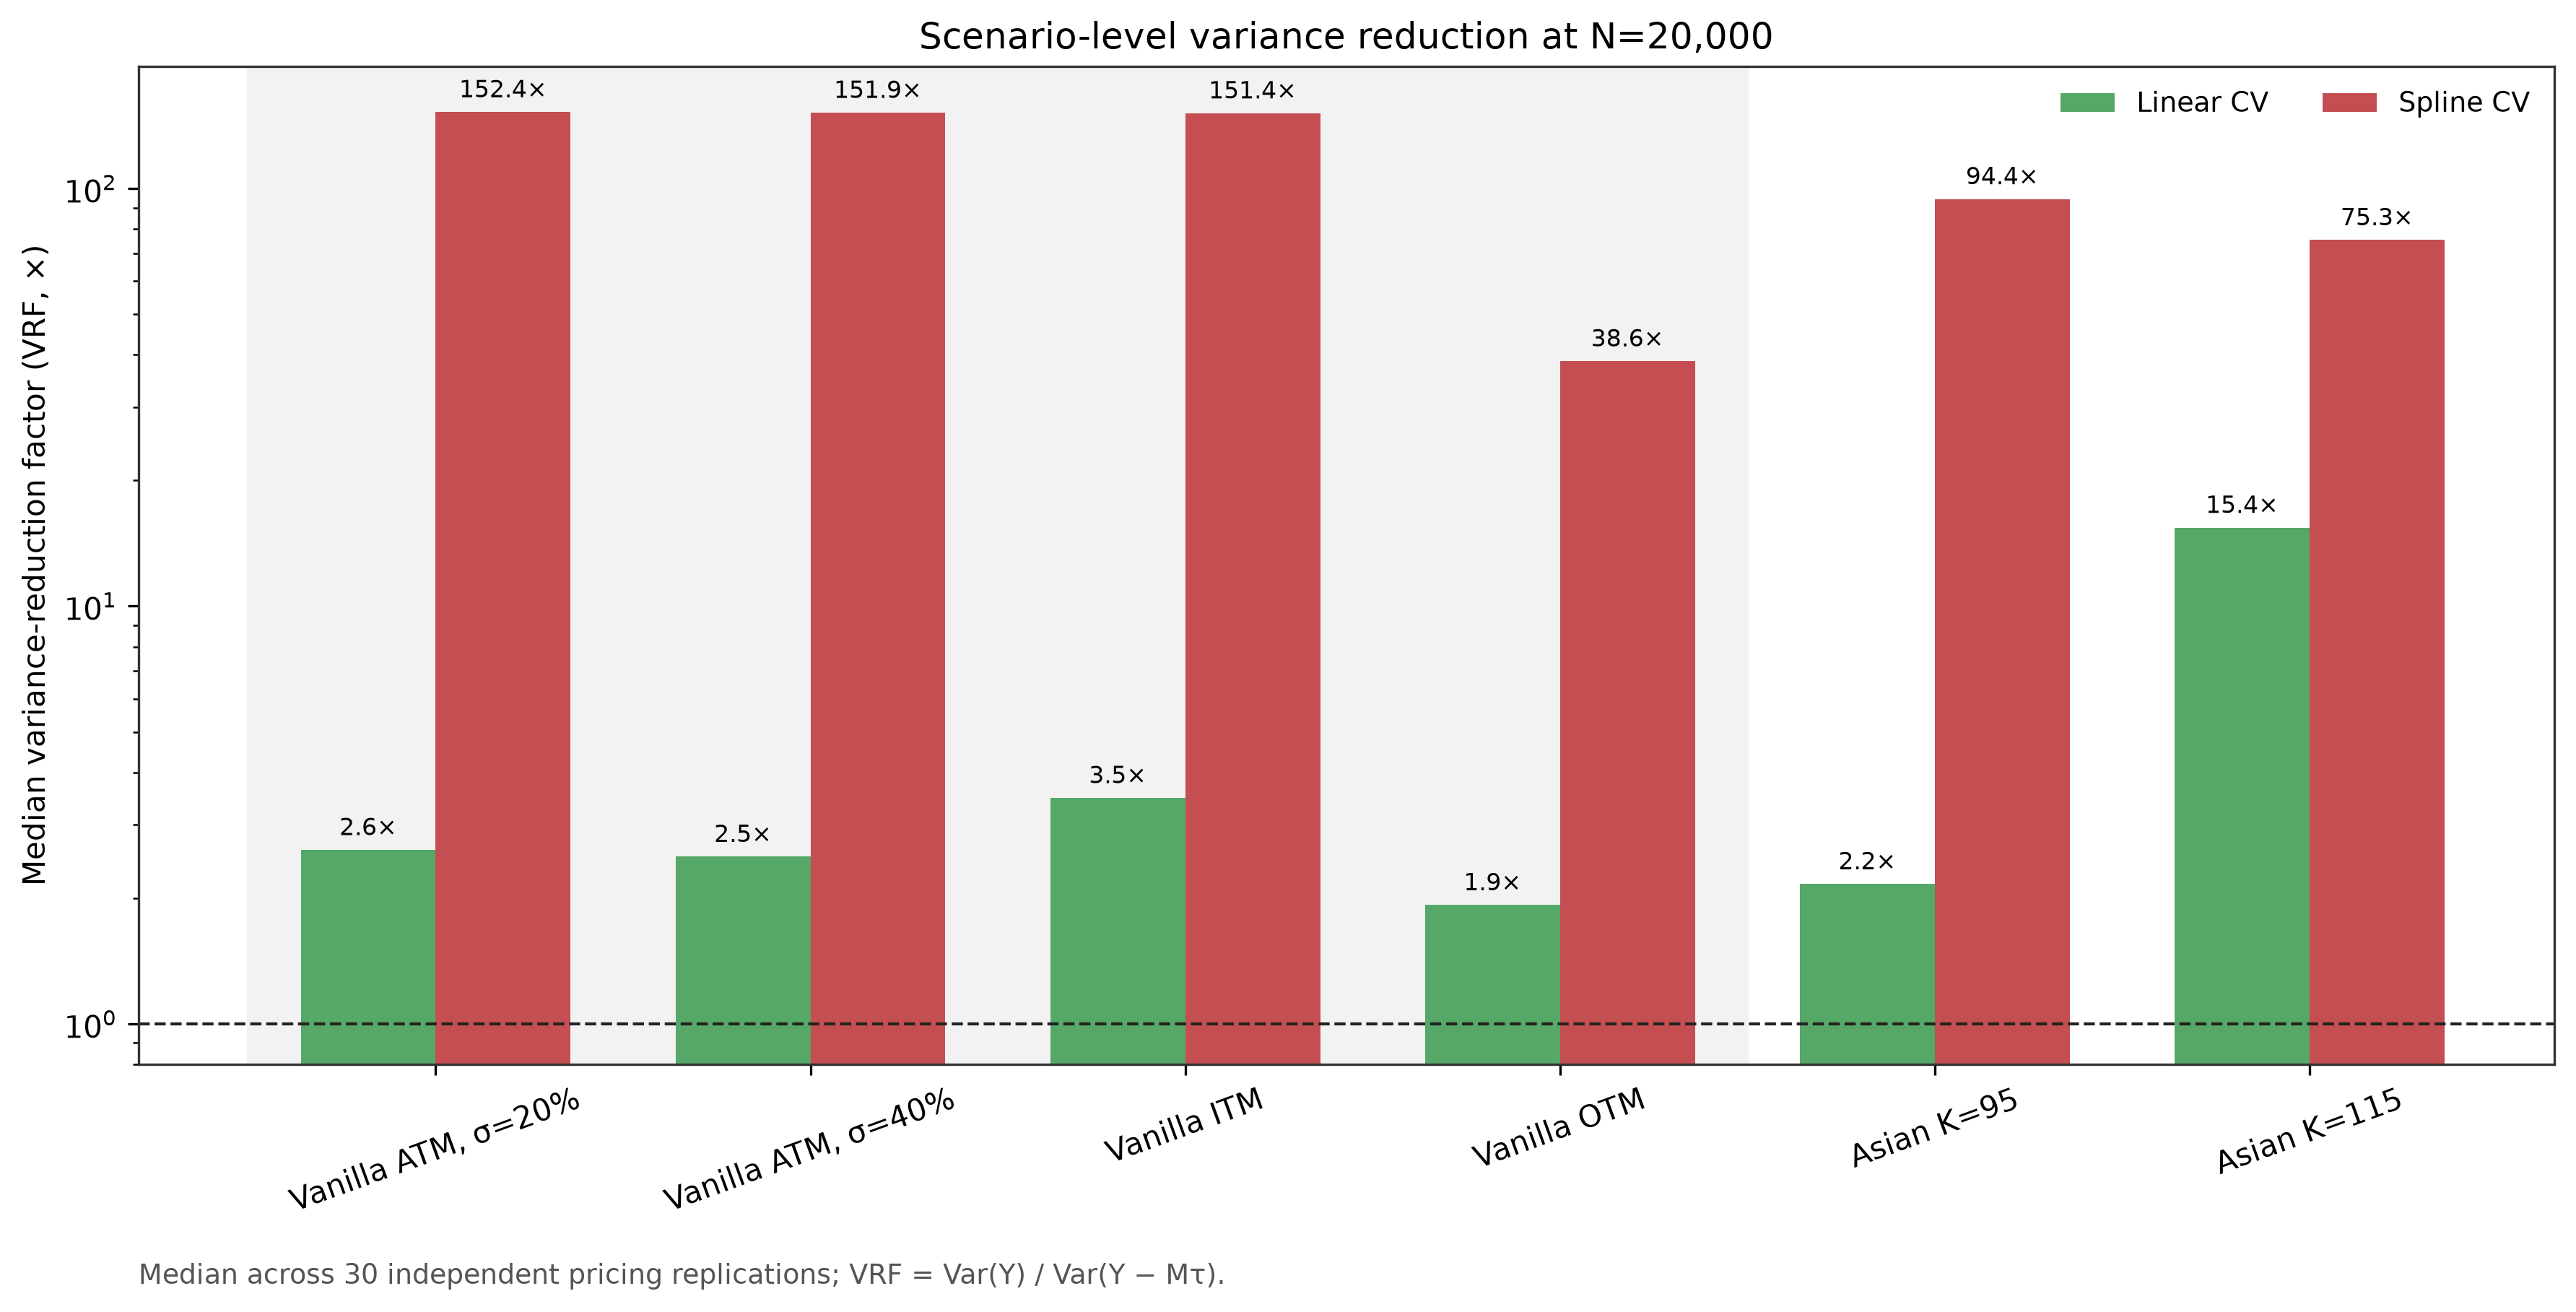 Scenario-level variance reduction at N=20,000
Linear CV
Spline CV
Median variance-reduction factor (VRF, ×)
10²
10¹
10⁰
152.4×
151.9×
151.4×
94.4×
75.3×
38.6×
15.4×
3.5×
2.6×
2.5×
1.9×
2.2×
Vanilla ATM, σ=20%
Vanilla ATM, σ=40%
Vanilla ITM
Vanilla OTM
Asian K=95
Asian K=115
Median across 30 independent pricing replications; VRF = Var(Y) / Var(Y − Mτ).